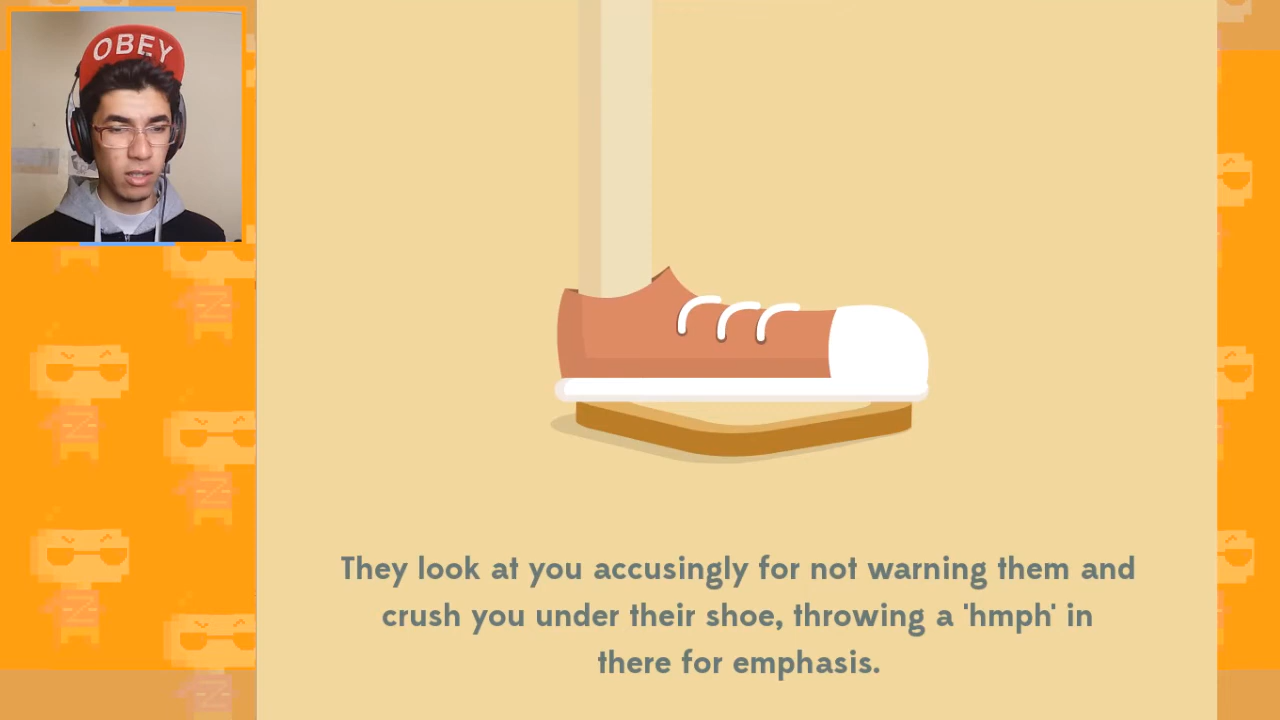 OBEY
They look at you accusingly for not warning them and
crush you under their shoe, throwing a 'hmph' in
there for emphasis.